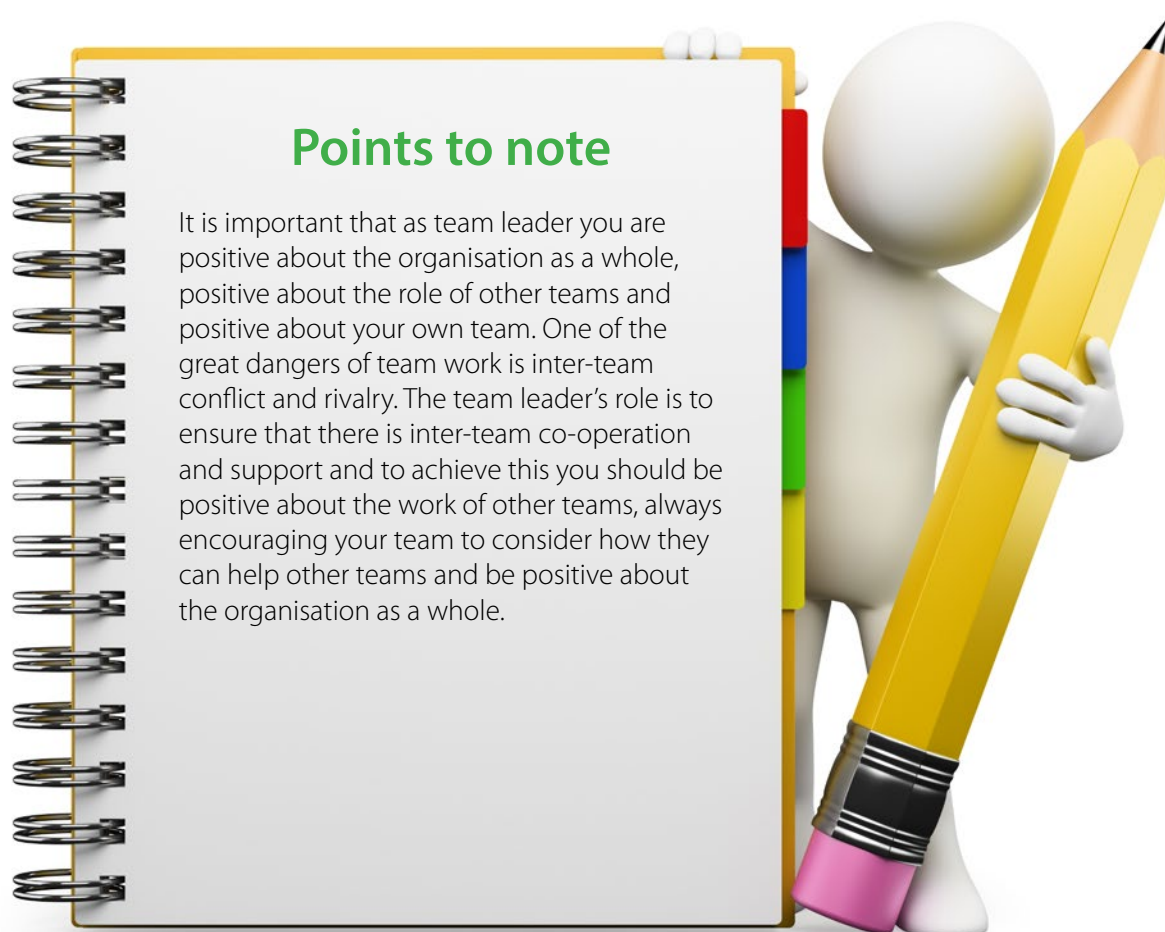 Points to note
It is important that as team leader you are
positive about the organisation as a whole,
positive about the role of other teams and
positive about your own team. One of the
great dangers of team work is inter-team
conflict and rivalry. The team leader’s role is to
ensure that there is inter-team co-operation
and support and to achieve this you should be
positive about the work of other teams, always
encouraging your team to consider how they
can help other teams and be positive about
the organisation as a whole.